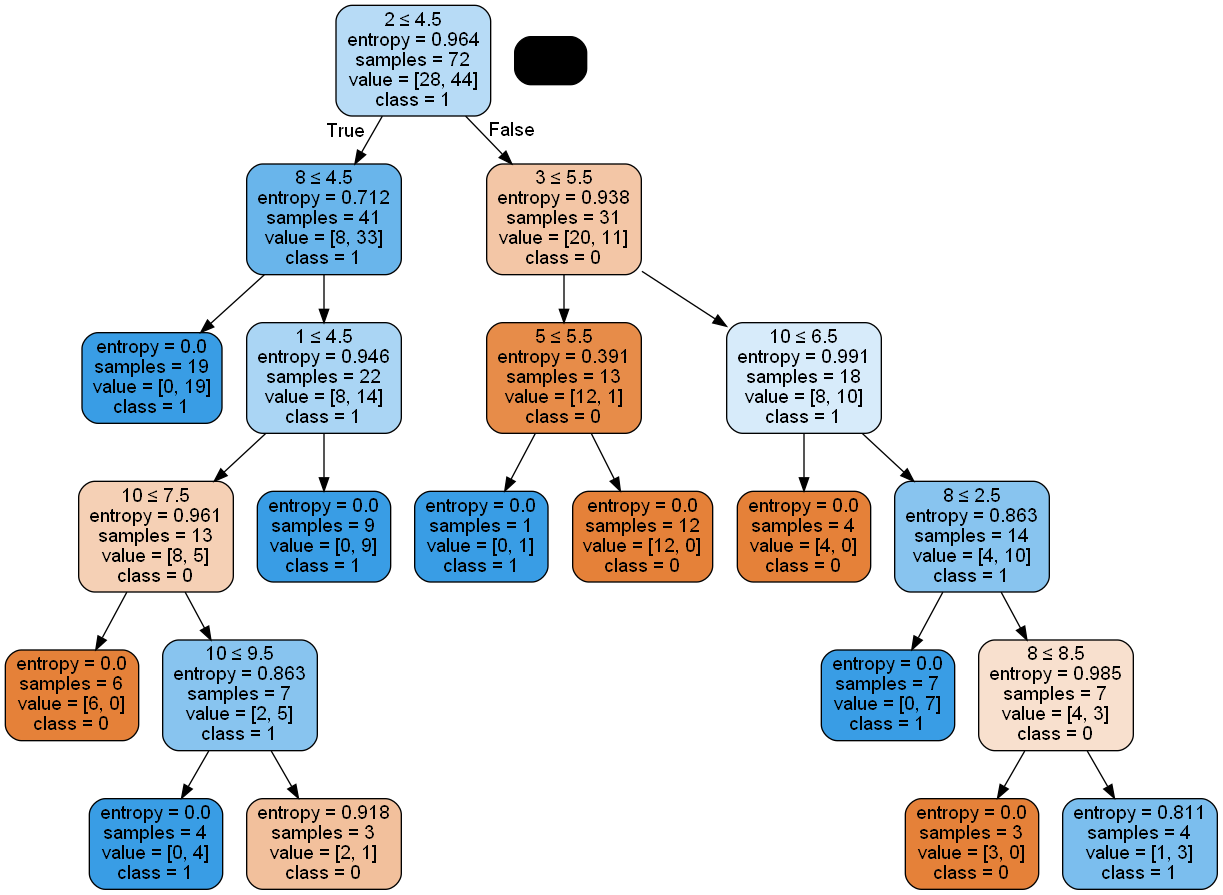 2 ≤ 4.5
entropy = 0.964
samples = 72
value = [28, 44]
class = 1
True
False
8 ≤ 4.5
entropy = 0.712
samples = 41
value = [8, 33]
class = 1
3 ≤ 5.5
entropy = 0.938
samples = 31
value = [20, 11]
class = 0
entropy = 0.0
samples = 19
value = [0, 19]
class = 1
1 ≤ 4.5
entropy = 0.946
samples = 22
value = [8, 14]
class = 1
5 ≤ 5.5
entropy = 0.391
samples = 13
value = [12, 1]
class = 0
10 ≤ 6.5
entropy = 0.991
samples = 18
value = [8, 10]
class = 1
10 ≤ 7.5
entropy = 0.961
samples = 13
value = [8, 5]
class = 0
entropy = 0.0
samples = 9
value = [0, 9]
class = 1
entropy = 0.0
samples = 1
value = [0, 1]
class = 1
entropy = 0.0
samples = 12
value = [12, 0]
class = 0
entropy = 0.0
samples = 4
value = [4, 0]
class = 0
8 ≤ 2.5
entropy = 0.863
samples = 14
value = [4, 10]
class = 1
entropy = 0.0
samples = 6
value = [6, 0]
class = 0
10 ≤ 9.5
entropy = 0.863
samples = 7
value = [2, 5]
class = 1
entropy = 0.0
samples = 7
value = [0, 7]
class = 1
8 ≤ 8.5
entropy = 0.985
samples = 7
value = [4, 3]
class = 0
entropy = 0.0
samples = 4
value = [0, 4]
class = 1
entropy = 0.918
samples = 3
value = [2, 1]
class = 0
entropy = 0.0
samples = 3
value = [3, 0]
class = 0
entropy = 0.811
samples = 4
value = [1, 3]
class = 1